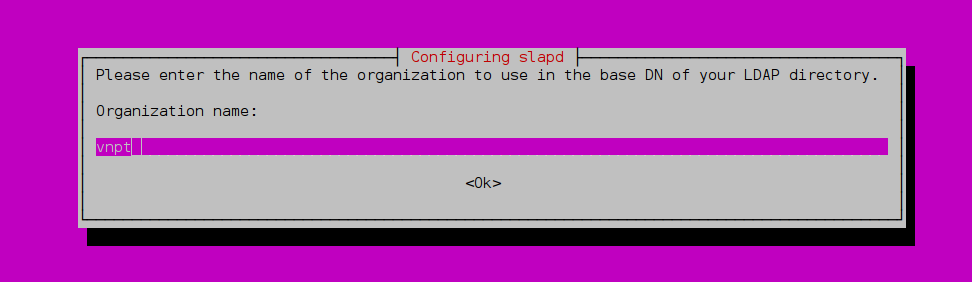 Configuring slapd
Please enter the name of the organization to use in the base DN of your LDAP directory.
Organization name:
vnpt
<Ok>